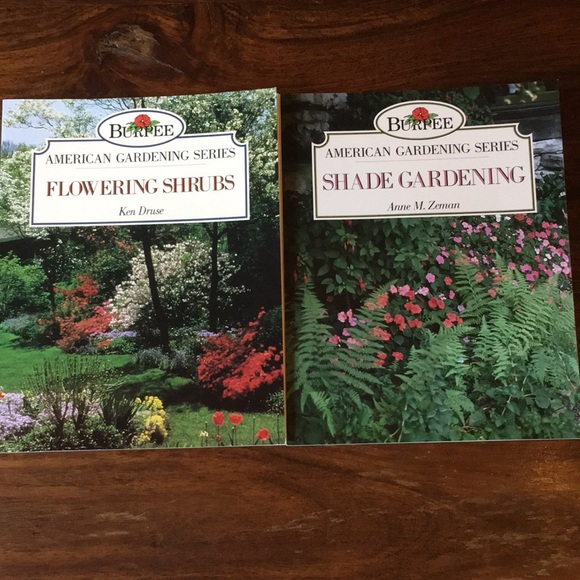 BURPEE
AMERICAN GARDENING SERIES
FLOWERING SHRUBS
Ken Druse
BURPEE
AMERICAN GARDENING SERIES
SHADE GARDENING
Anne M. Zeman